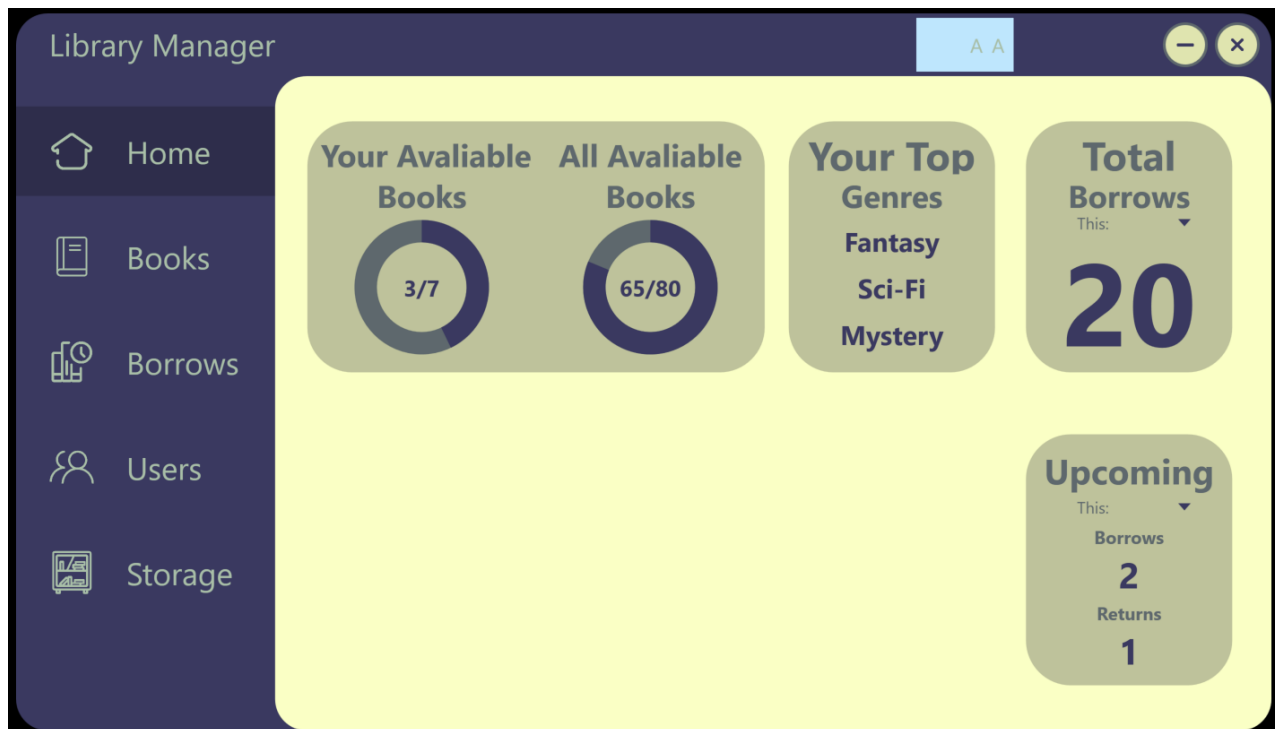 Library Manager
A A
Home
Books
Borrows
Users
Storage
Your Avaliable
Books
3/7
All Avaliable
Books
65/80
Your Top
Genres
Fantasy
Sci-Fi
Mystery
Total
Borrows
This:
20
Upcoming
This:
Borrows
2
Returns
1